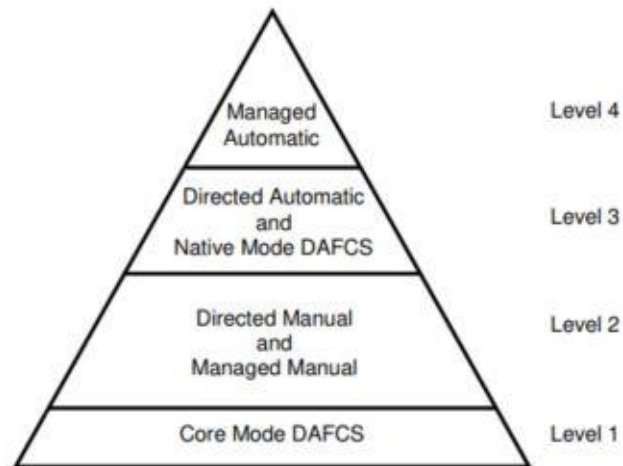 Managed
Automatic
Level 4
Directed Automatic
and
Native Mode DAFCS
Level 3
Directed Manual
and
Managed Manual
Level 2
Core Mode DAFCS
Level 1